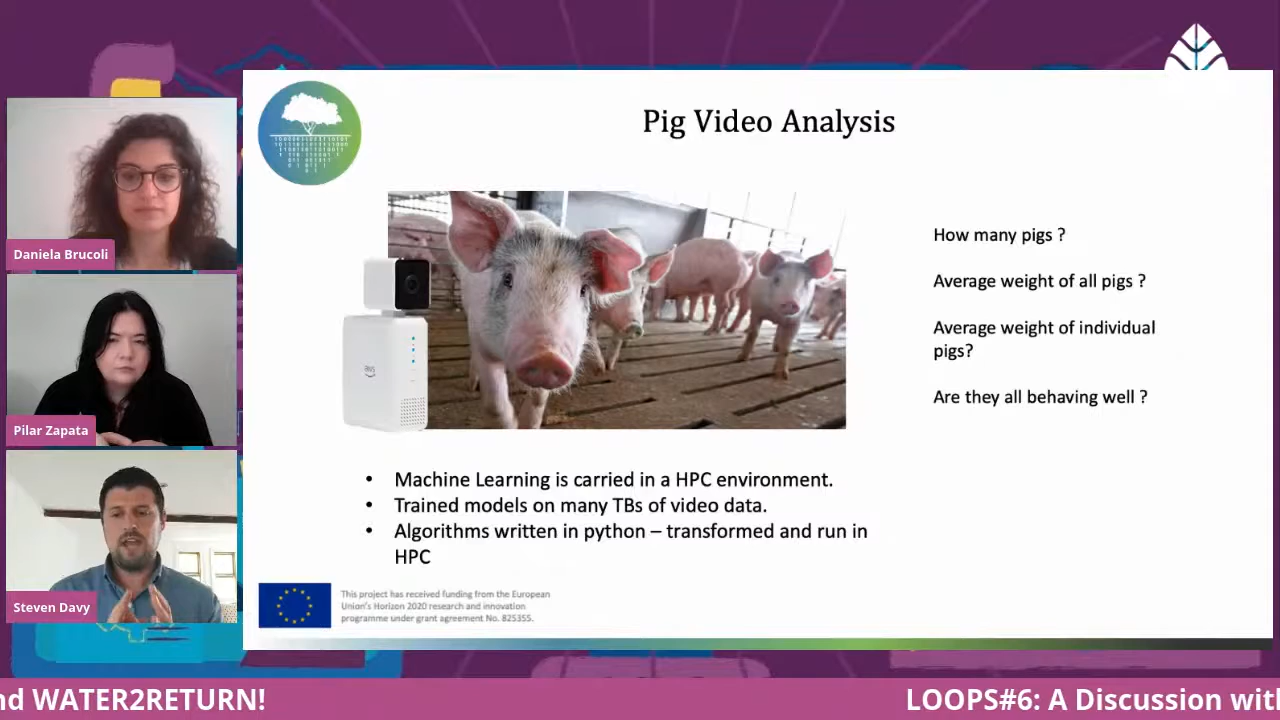 Pig Video Analysis
Daniela Brucoli
Pilar Zapata
Steven Davy
aws
How many pigs ?
Average weight of all pigs ?
Average weight of individual
pigs?
Are they all behaving well ?
• Machine Learning is carried in a HPC environment.
• Trained models on many TBs of video data.
• Algorithms written in python – transformed and run in
HPC
This project has received funding from the European
Union's Horizon 2020 research and innovation
programme under grant agreement No. 825355.
nd WATER2RETURN!
LOOPS#6: A Discussion with